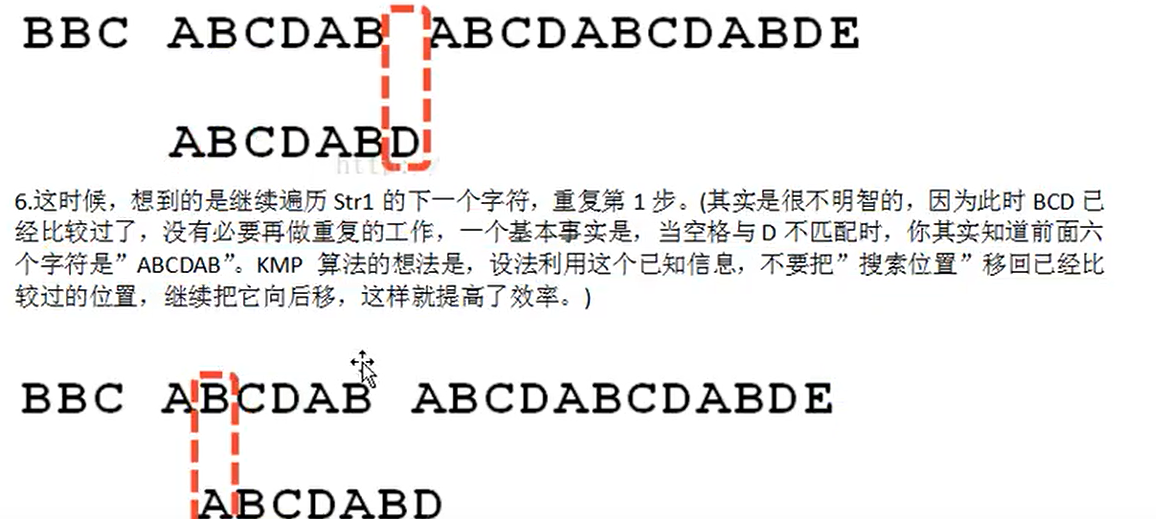 BBC ABCDAB ABCDABCDABDE
ABCDABD
http://
6.这时候，想到的是继续遍历 Str1 的下一个字符，重复第 1 步。(其实是很不明智的，因为此时 BCD 已
经比较过了，没有必要再做重复的工作，一个基本事实是，当空格与 D 不匹配时，你其实知道前面六
个字符是”ABCDAB”。KMP 算法的想法是，设法利用这个已知信息，不要把”搜索位置”移回已经比
较过的位置，继续把它向后移，这样就提高了效率。)
BBC ABCDAB ABCDABCDABDE
ABCDABD